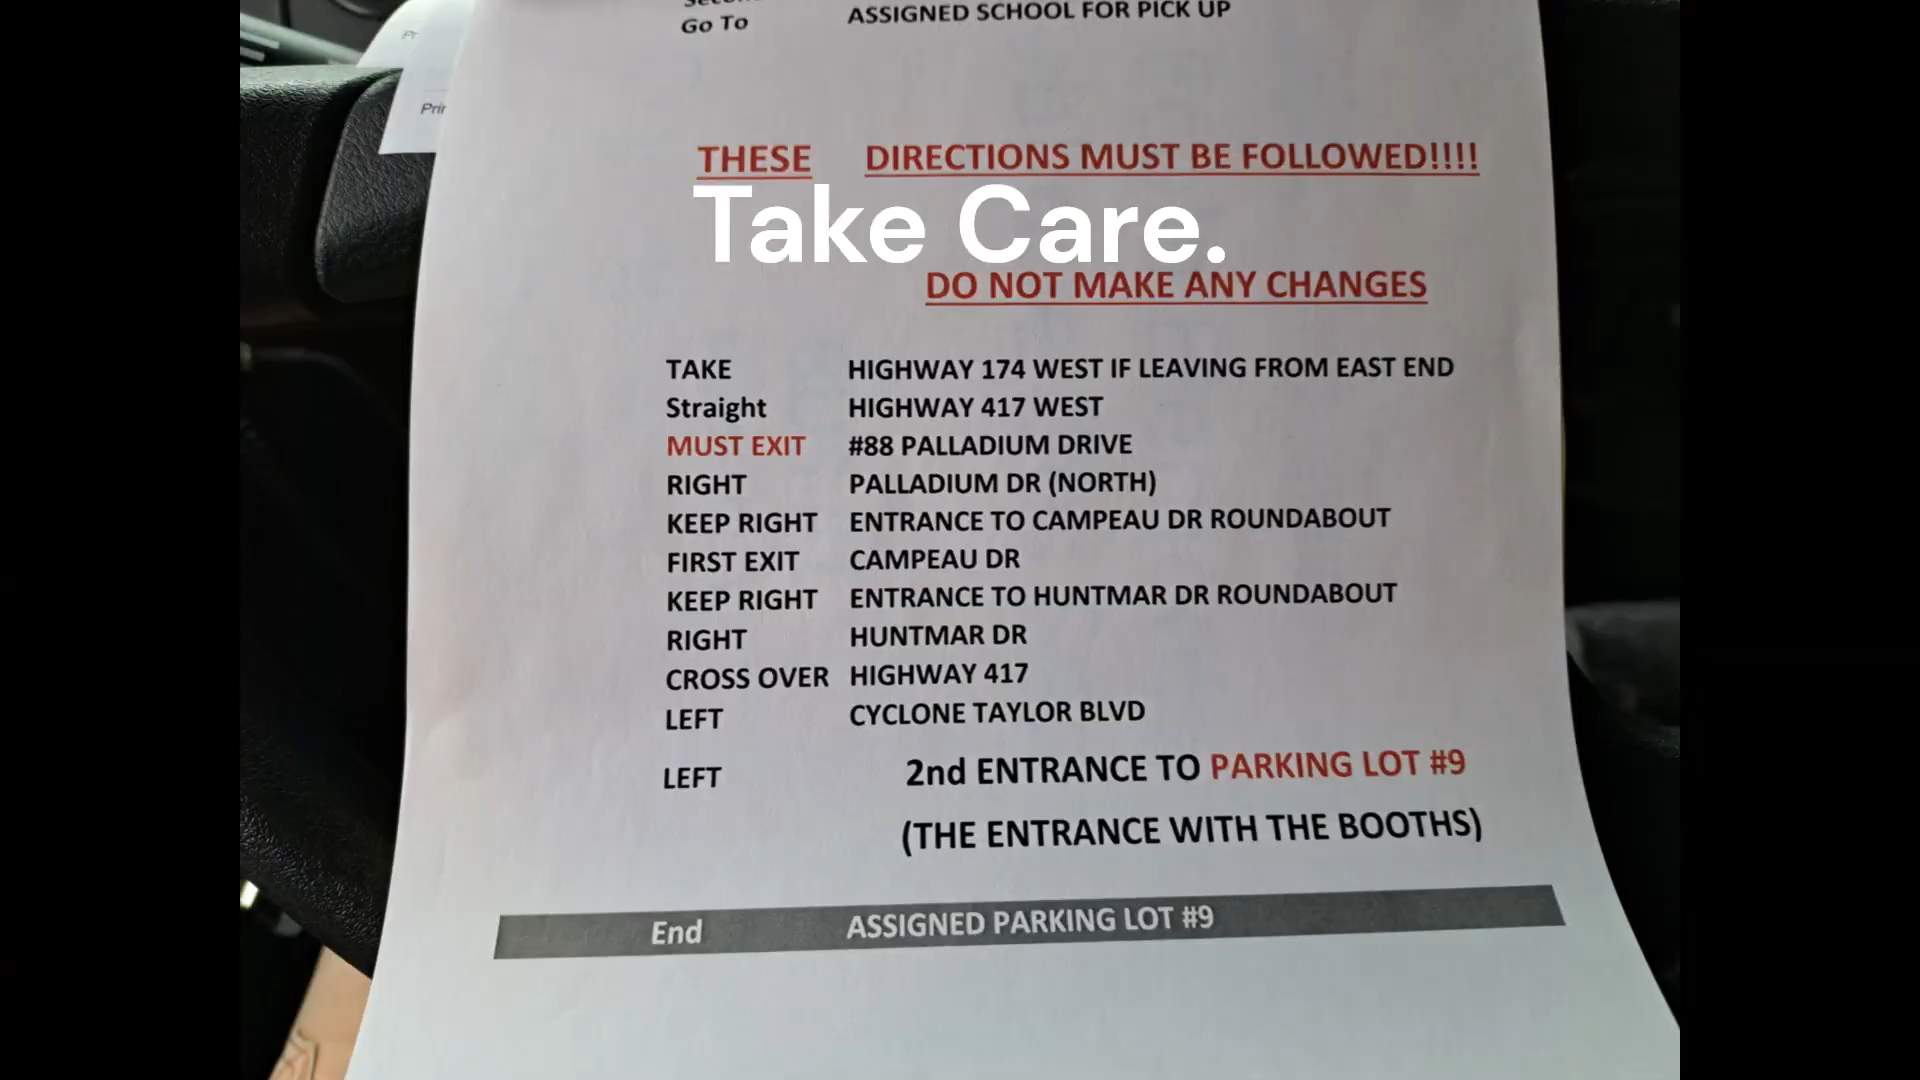 Go To ASSIGNED SCHOOL FOR PICK UP
Pr
Prin
THESE DIRECTIONS MUST BE FOLLOWED!!!!
Take Care.
DO NOT MAKE ANY CHANGES
TAKE HIGHWAY 174 WEST IF LEAVING FROM EAST END
Straight HIGHWAY 417 WEST
MUST EXIT #88 PALLADIUM DRIVE
RIGHT PALLADIUM DR (NORTH)
KEEP RIGHT ENTRANCE TO CAMPEAU DR ROUNDABOUT
FIRST EXIT CAMPEAU DR
KEEP RIGHT ENTRANCE TO HUNTMAR DR ROUNDABOUT
RIGHT HUNTMAR DR
CROSS OVER HIGHWAY 417
LEFT CYCLONE TAYLOR BLVD
LEFT 2nd ENTRANCE TO PARKING LOT #9
(THE ENTRANCE WITH THE BOOTHS)
End ASSIGNED PARKING LOT #9